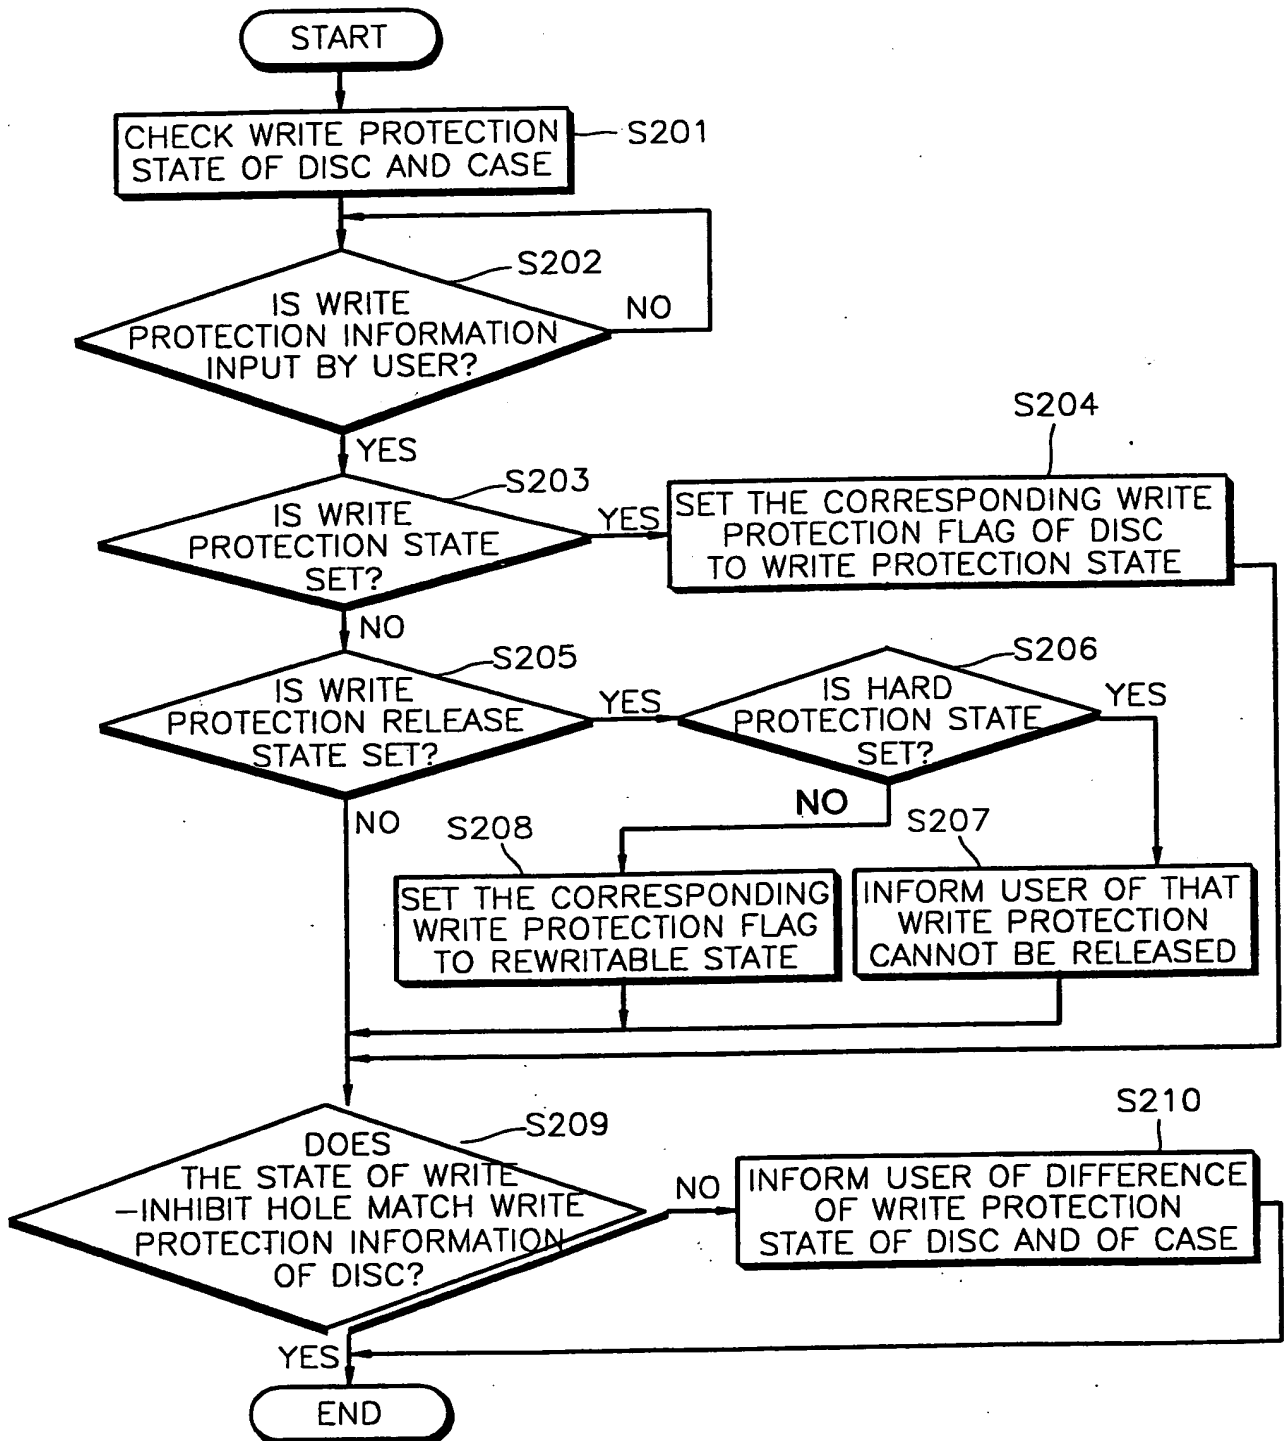 START
CHECK WRITE PROTECTION
STATE OF DISC AND CASE
S201
S202
IS WRITE
PROTECTION INFORMATION
INPUT BY USER?
NO
YES
S203
IS WRITE
PROTECTION STATE
SET?
YES
S204
SET THE CORRESPONDING WRITE
PROTECTION FLAG OF DISC
TO WRITE PROTECTION STATE
NO
S205
IS WRITE
PROTECTION RELEASE
STATE SET?
YES
S206
IS HARD
PROTECTION STATE
SET?
YES
NO
NO
S208
SET THE CORRESPONDING
WRITE PROTECTION FLAG
TO REWRITABLE STATE
S207
INFORM USER OF THAT
WRITE PROTECTION
CANNOT BE RELEASED
S209
DOES
THE STATE OF WRITE
-INHIBIT HOLE MATCH WRITE
PROTECTION INFORMATION
OF DISC?
NO
S210
INFORM USER OF DIFFERENCE
OF WRITE PROTECTION
STATE OF DISC AND OF CASE
YES
END